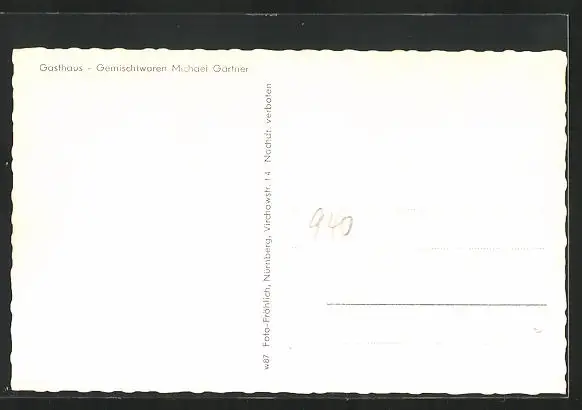 Gasthaus - Gemischtwaren Michael Gärtner
w87 Foto-Fröhlich, Nürnberg, Virchowstr. 14 Nachdr. verboten
940